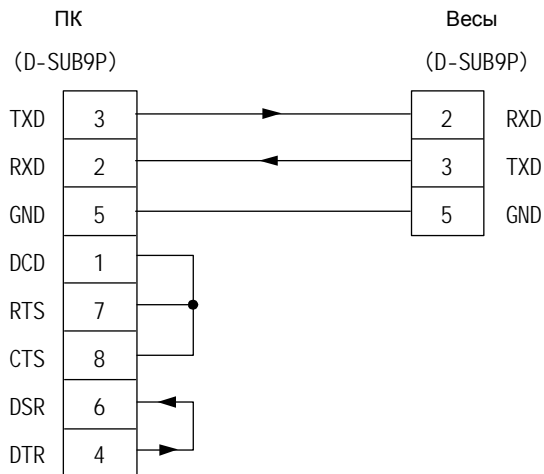 ПК Весы
(D-SUB9P) (D-SUB9P)
TXD 3 2 RXD
RXD 2 3 TXD
GND 5 5 GND
DCD 1
RTS 7
CTS 8
DSR 6
DTR 4